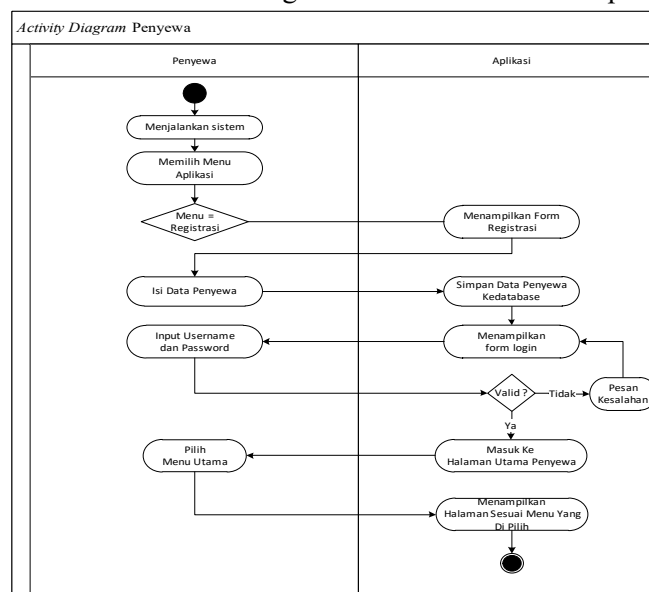 Activity Diagram Penyewa
Penyewa
Aplikasi
Menjalankan sistem
Memilih Menu
Aplikasi
Menu =
Registrasi
Menampilkan Form
Registrasi
Isi Data Penyewa
Simpan Data Penyewa
Kedatabase
Input Username
dan Password
Menampilkan
form login
Valid ?
Tidak
Pesan
Kesalahan
Ya
Pilih
Menu Utama
Masuk Ke
Halaman Utama Penyewa
Menampilkan
Halaman Sesuai Menu Yang
Di Pilih